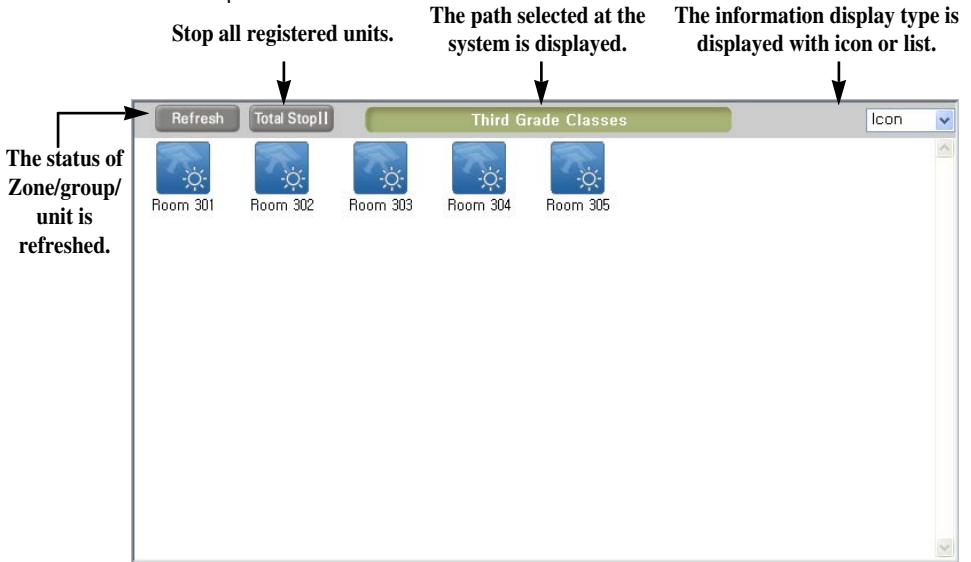 Stop all registered units.
The path selected at the
system is displayed.
The information display type is
displayed with icon or list.
The status of
Zone/group/
unit is
refreshed.
Refresh
Total StopII
Third Grade Classes
Icon
Room 301
Room 302
Room 303
Room 304
Room 305